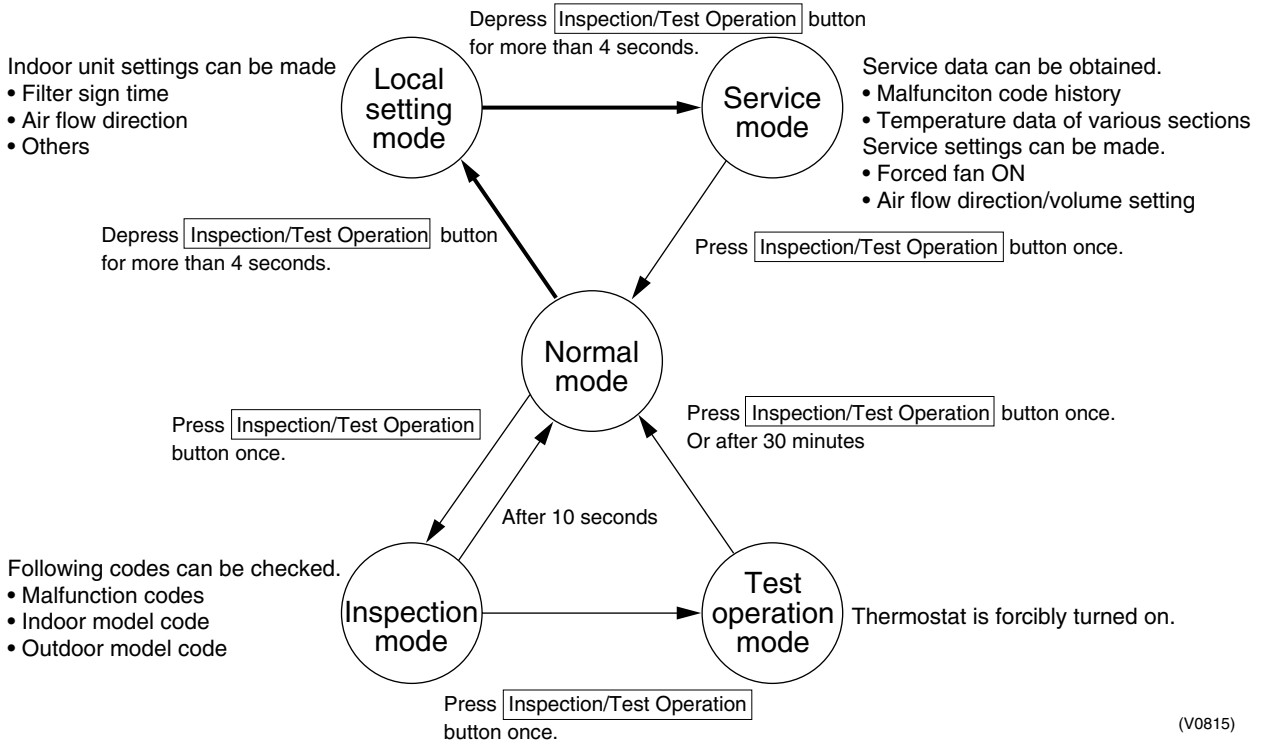 Depress Inspection/Test Operation button
for more than 4 seconds.
Indoor unit settings can be made
• Filter sign time
• Air flow direction
• Others
Local
setting
mode
Service
mode
Service data can be obtained.
• Malfunciton code history
• Temperature data of various sections
Service settings can be made.
• Forced fan ON
• Air flow direction/volume setting
Depress Inspection/Test Operation button
for more than 4 seconds.
Press Inspection/Test Operation button once.
Normal
mode
Press Inspection/Test Operation
button once.
Press Inspection/Test Operation button once.
Or after 30 minutes
After 10 seconds
Following codes can be checked.
• Malfunction codes
• Indoor model code
• Outdoor model code
Inspection
mode
Test
operation
mode
Thermostat is forcibly turned on.
Press Inspection/Test Operation
button once.
(V0815)